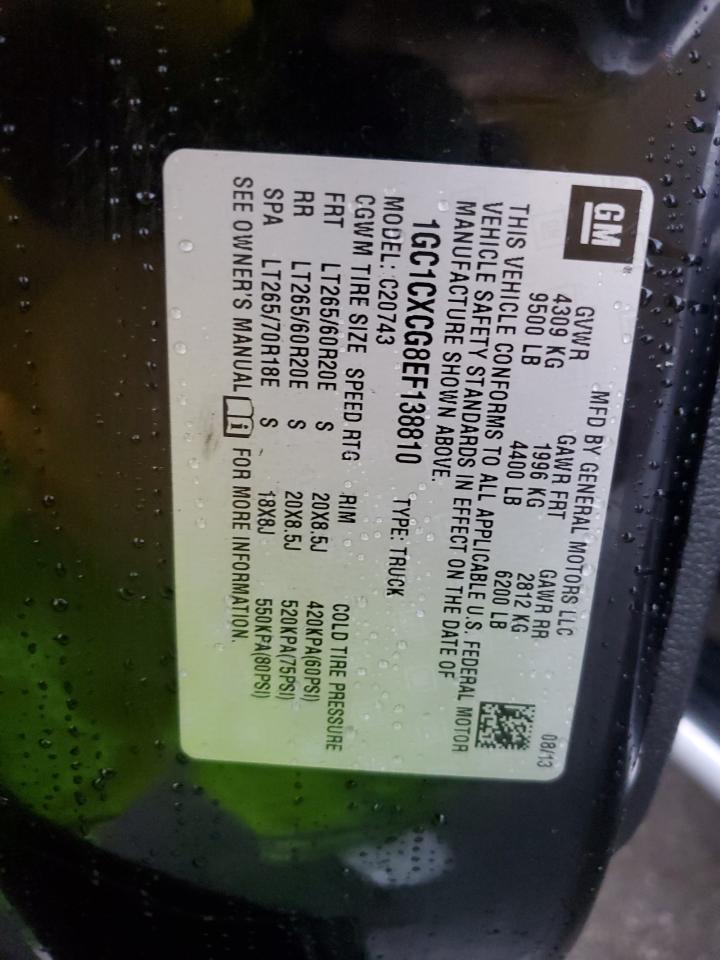 GM
MFD BY GENERAL MOTORS LLC 08/13
GVWR GAWR FRT GAWR RR
4309 KG 1996 KG 2812 KG
9500 LB 4400 LB 6200 LB
THIS VEHICLE CONFORMS TO ALL APPLICABLE U.S. FEDERAL MOTOR
VEHICLE SAFETY STANDARDS IN EFFECT ON THE DATE OF
MANUFACTURE SHOWN ABOVE.
1GC1CXCG8EF138810 TYPE: TRUCK
MODEL: C20743
CGWM TIRE SIZE SPEED RTG RIM COLD TIRE PRESSURE
FRT LT265/60R20E S 20X8.5J 420KPA(60PSI)
RR LT265/60R20E S 20X8.5J 520KPA(75PSI)
SPA LT265/70R18E S 18X8J 550KPA(80PSI)
SEE OWNER'S MANUAL FOR MORE INFORMATION.